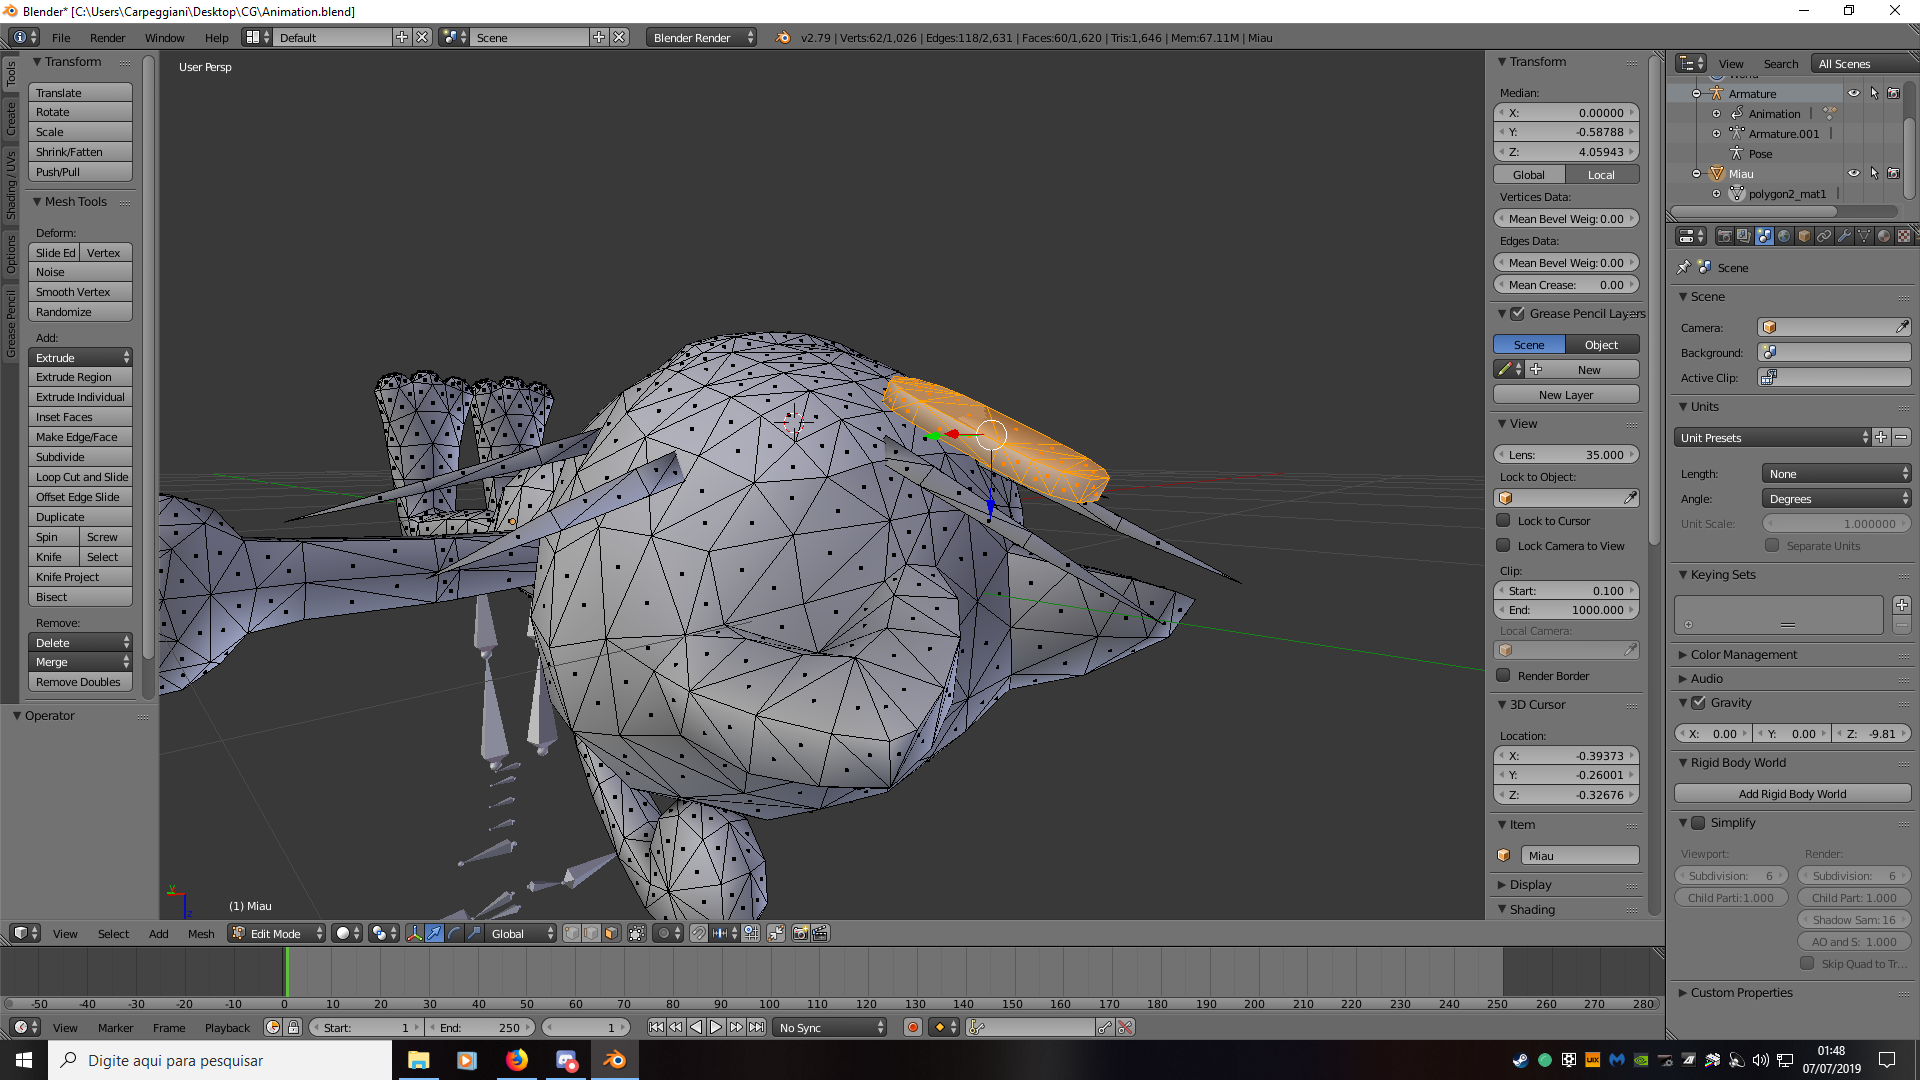 Blender* [C:\Users\Carpeggiani\Desktop\CG\Animation.blend]
File Render Window Help Default Scene Blender Render v2.79 | Verts:62/1,026 | Edges:118/2,631 | Faces:60/1,620 | Tris:1,646 | Mem:67.11M | Miau
Tools
Create
Shading / UVs
Options
Grease Pencil
Transform
Translate
Rotate
Scale
Shrink/Fatten
Push/Pull
Mesh Tools
Deform:
Slide Ed Vertex
Noise
Smooth Vertex
Randomize
Add:
Extrude
Extrude Region
Extrude Individual
Inset Faces
Make Edge/Face
Subdivide
Loop Cut and Slide
Offset Edge Slide
Duplicate
Spin Screw
Knife Select
Knife Project
Bisect
Remove:
Delete
Merge
Remove Doubles
Operator
User Persp
(1) Miau
Transform
Median:
X: 0.00000
Y: -0.58788
Z: 4.05943
Global Local
Vertices Data:
Mean Bevel Weig: 0.00
Edges Data:
Mean Bevel Weig: 0.00
Mean Crease: 0.00
Grease Pencil Layers
Scene Object
New
New Layer
View
Lens: 35.000
Lock to Object:
Lock to Cursor
Lock Camera to View
Clip:
Start: 0.100
End: 1000.000
Local Camera:
Render Border
3D Cursor
Location:
X: -0.39373
Y: -0.26001
Z: -0.32676
Item
Miau
Display
Shading
View Search All Scenes
Armature
Animation
Armature.001
Pose
Miau
polygon2_mat1
Scene
Scene
Camera:
Background:
Active Clip:
Units
Unit Presets
Length: None
Angle: Degrees
Unit Scale: 1.000000
Separate Units
Keying Sets
Color Management
Audio
Gravity
X: 0.00 Y: 0.00 Z: -9.81
Rigid Body World
Add Rigid Body World
Simplify
Viewport: Render:
Subdivision: 6 Subdivision: 6
Child Parti: 1.000 Child Part: 1.000
Shadow Sam: 16
AO and S: 1.000
Skip Quad to Tr...
Custom Properties
View Select Add Mesh Edit Mode Global
-50 -40 -30 -20 -10 0 10 20 30 40 50 60 70 80 90 100 110 120 130 140 150 160 170 180 190 200 210 220 230 240 250 260 270 280
View Marker Frame Playback Start: 1 End: 250 1 No Sync
Digite aqui para pesquisar
01:48
07/07/2019